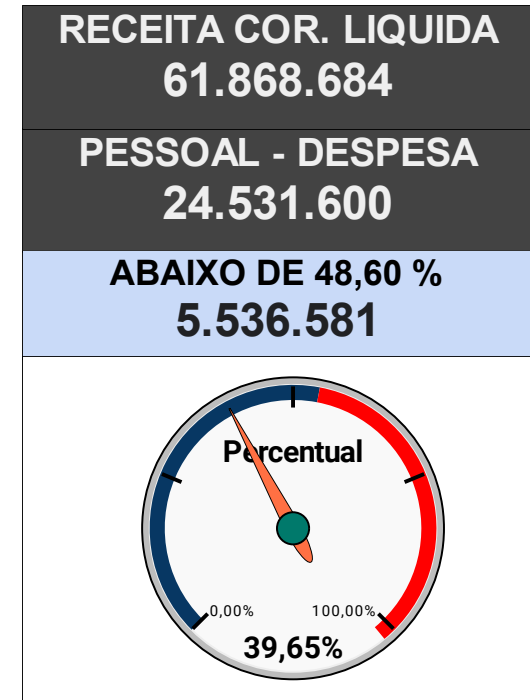 RECEITA COR. LIQUIDA
61.868.684
PESSOAL - DESPESA
24.531.600
ABAIXO DE 48,60 %
5.536.581
Percentual
0,00% 100,00%
39,65%